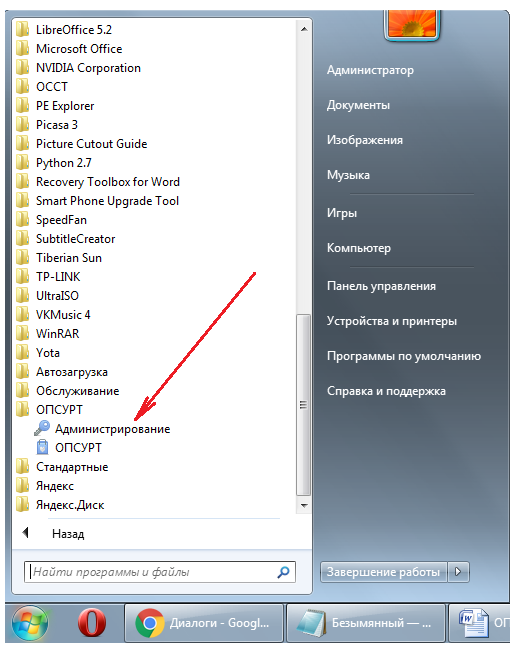 LibreOffice 5.2
Microsoft Office
NVIDIA Corporation
OCCT
PE Explorer
Picasa 3
Picture Cutout Guide
Python 2.7
Recovery Toolbox for Word
Smart Phone Upgrade Tool
SpeedFan
SubtitleCreator
Tiberian Sun
TP-LINK
UltraISO
VKMusic 4
WinRAR
Yota
Автозагрузка
Обслуживание
ОПСУРТ
Администрирование
ОПСУРТ
Стандартные
Яндекс
Яндекс.Диск
Назад
Найти программы и файлы
Администратор
Документы
Изображения
Музыка
Игры
Компьютер
Панель управления
Устройства и принтеры
Программы по умолчанию
Справка и поддержка
Завершение работы
Диалоги - Googl...
Безымянный — ...
ОП